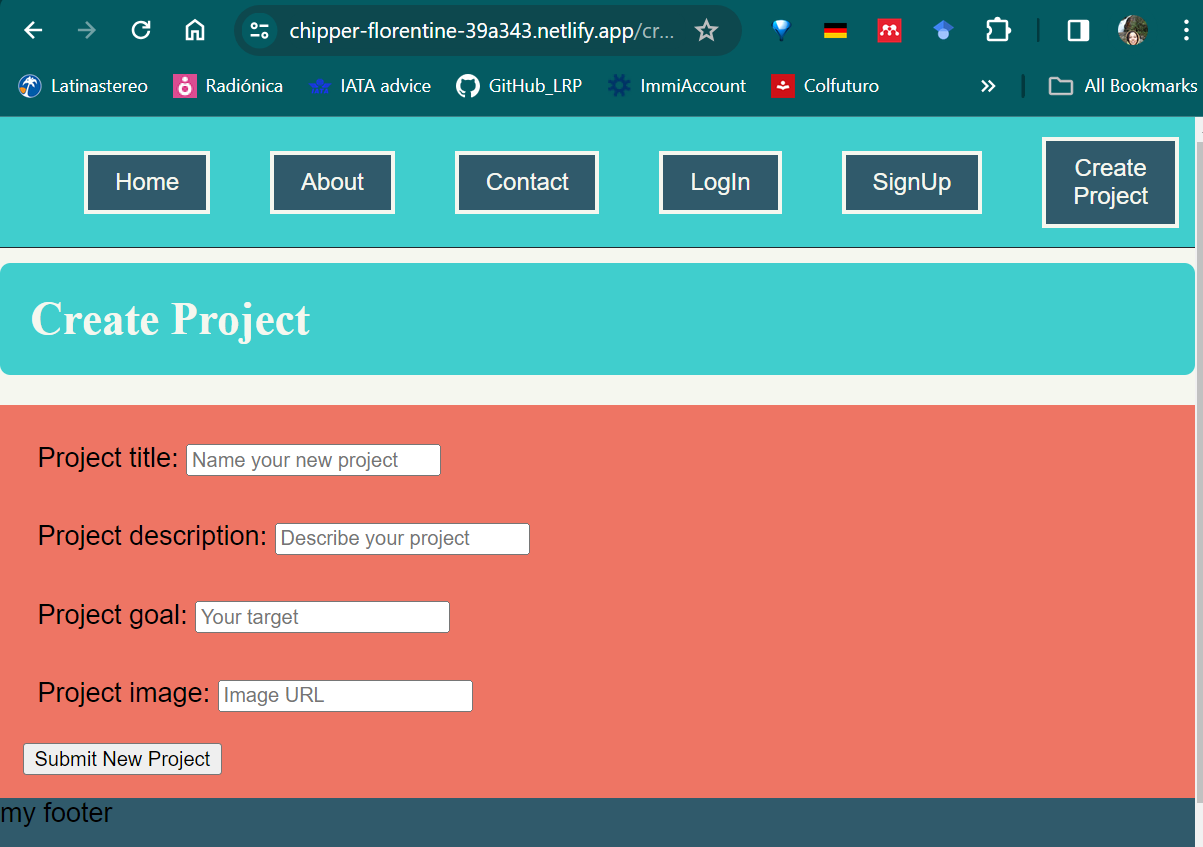 chipper-florentine-39a343.netlify.app/cr...
Latinastereo Radiónica IATA advice GitHub_LRP ImmiAccount Colfuturo » All Bookmarks
Home About Contact LogIn SignUp Create
Project
Create Project
Project title: Name your new project
Project description: Describe your project
Project goal: Your target
Project image: Image URL
Submit New Project
my footer